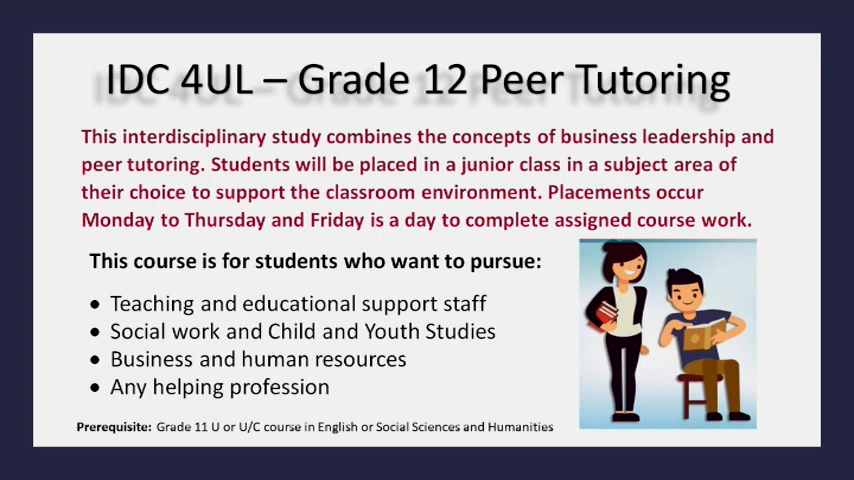 IDC 4UL – Grade 12 Peer Tutoring
This interdisciplinary study combines the concepts of business leadership and
peer tutoring. Students will be placed in a junior class in a subject area of
their choice to support the classroom environment. Placements occur
Monday to Thursday and Friday is a day to complete assigned course work.
This course is for students who want to pursue:
• Teaching and educational support staff
• Social work and Child and Youth Studies
• Business and human resources
• Any helping profession
Prerequisite: Grade 11 U or U/C course in English or Social Sciences and Humanities